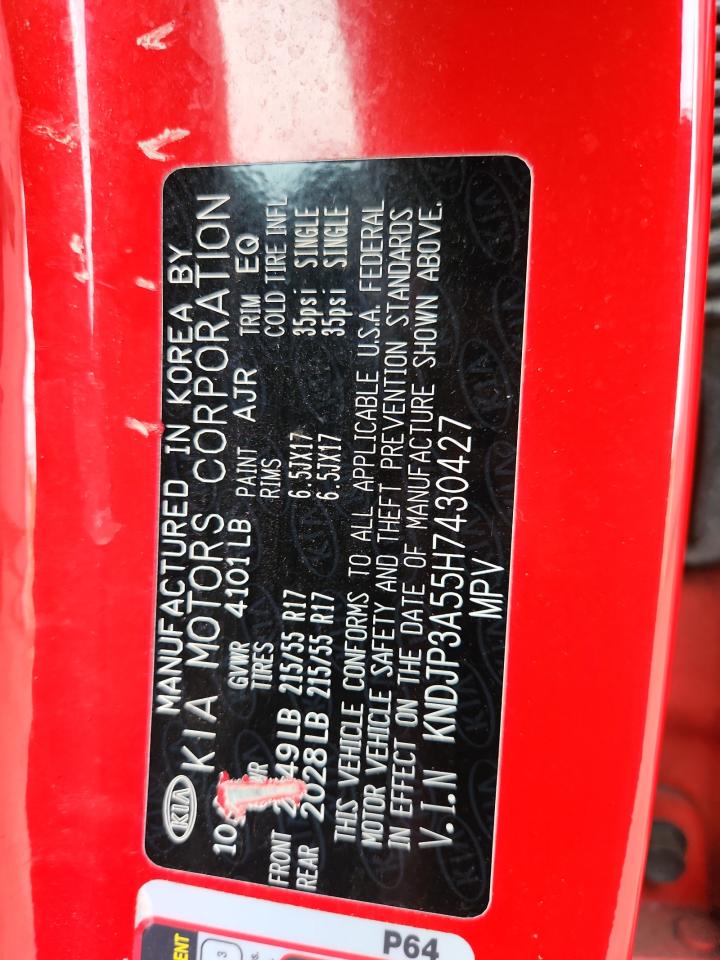 KIA
MANUFACTURED IN KOREA BY
KIA MOTORS CORPORATION
10 GVWR 4101LB PAINT AJR TRIM EQ
TIRES RIMS COLD TIRE INFL
FRONT 49LB 215/55 R17 6.5JX17 35psi SINGLE
REAR 2028LB 215/55 R17 6.5JX17 35psi SINGLE
THIS VEHICLE CONFORMS TO ALL APPLICABLE U.S.A. FEDERAL
MOTOR VEHICLE SAFETY AND THEFT PREVENTION STANDARDS
IN EFFECT ON THE DATE OF MANUFACTURE SHOWN ABOVE.
V.I.N KNDJP3A55H7430427
MPV
P64
3